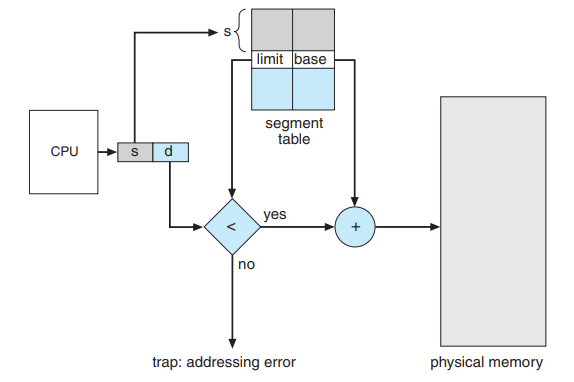 s
limit base
segment
table
CPU
s d
<
yes
+
no
trap: addressing error
physical memory